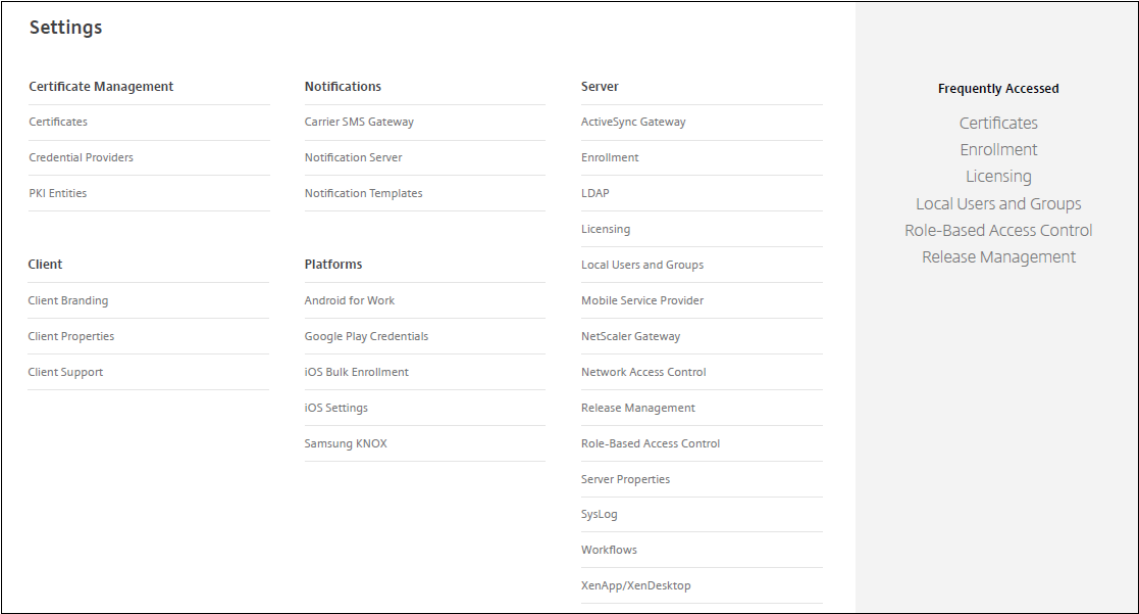 Settings
Certificate Management
Certificates
Credential Providers
PKI Entities
Client
Client Branding
Client Properties
Client Support
Notifications
Carrier SMS Gateway
Notification Server
Notification Templates
Platforms
Android for Work
Google Play Credentials
iOS Bulk Enrollment
iOS Settings
Samsung KNOX
Server
ActiveSync Gateway
Enrollment
LDAP
Licensing
Local Users and Groups
Mobile Service Provider
NetScaler Gateway
Network Access Control
Release Management
Role-Based Access Control
Server Properties
SysLog
Workflows
XenApp/XenDesktop
Frequently Accessed
Certificates
Enrollment
Licensing
Local Users and Groups
Role-Based Access Control
Release Management